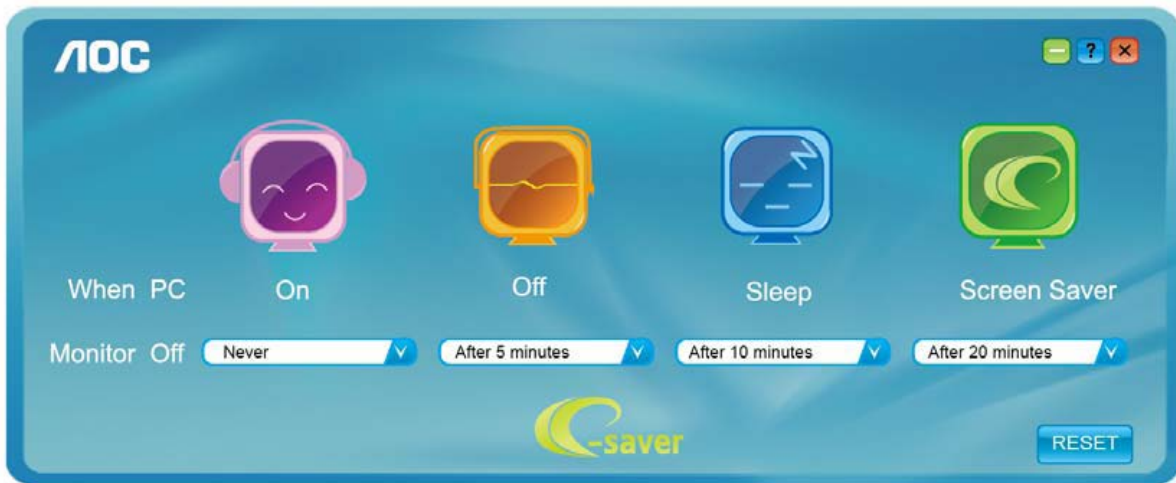 AOC
?
When PC On Off Sleep Screen Saver
Monitor Off Never After 5 minutes After 10 minutes After 20 minutes
e-saver
RESET